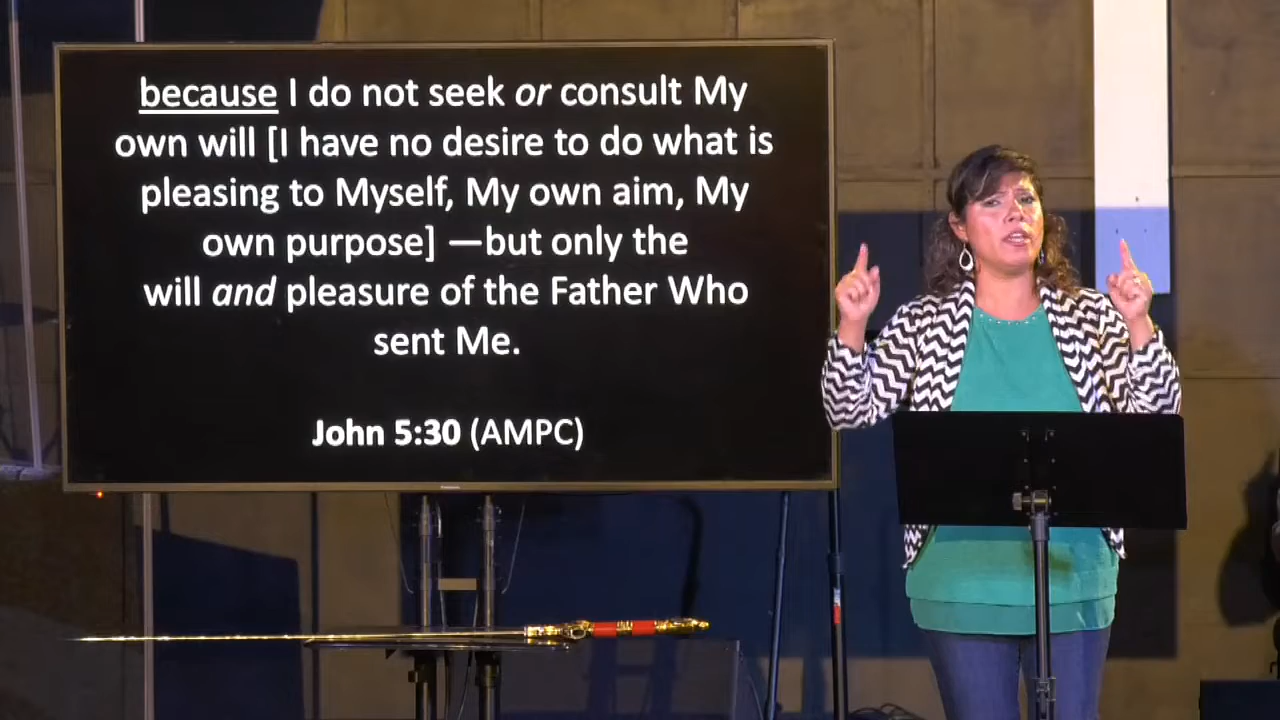 because I do not seek or consult My
own will [I have no desire to do what is
pleasing to Myself, My own aim, My
own purpose] —but only the
will and pleasure of the Father Who
sent Me.
John 5:30 (AMPC)